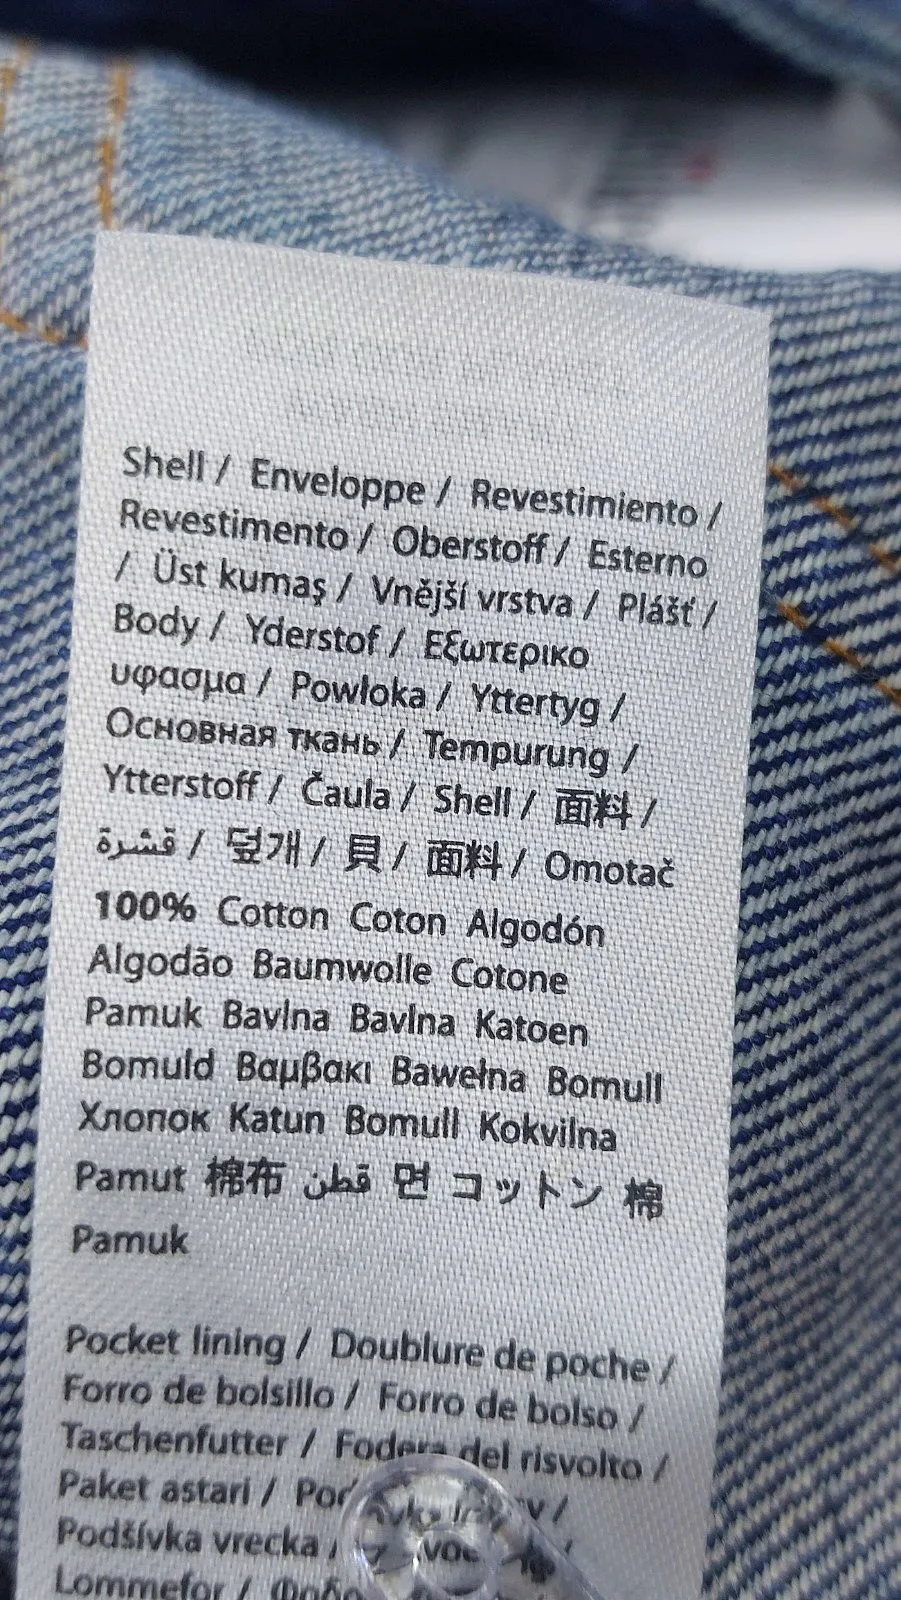 Shell / Enveloppe / Revestimiento /
Revestimento / Oberstoff / Esterno
/ Üst kumaş / Vnější vrstva / Plášť /
Body / Yderstof / Εξωτερικο
υφασμα / Powłoka / Yttertyg /
Основная ткань / Tempurung /
Ytterstoff / Čaula / Shell / 面料 /
قشرة / 덮개 / 貝 / 面料 / Omotač
100% Cotton Coton Algodón
Algodão Baumwolle Cotone
Pamuk Bavlna Bavlna Katoen
Bomuld Βαμβακι Bawełna Bomull
Хлопок Katun Bomull Kokvilna
Pamut 棉布 قطن 면 コットン 棉
Pamuk
Pocket lining / Doublure de poche /
Forro de bolsillo / Forro de bolso /
Taschenfutter / Fodera del risvolto /
Paket astari /
Podšívka vrecka /
Lommefor /